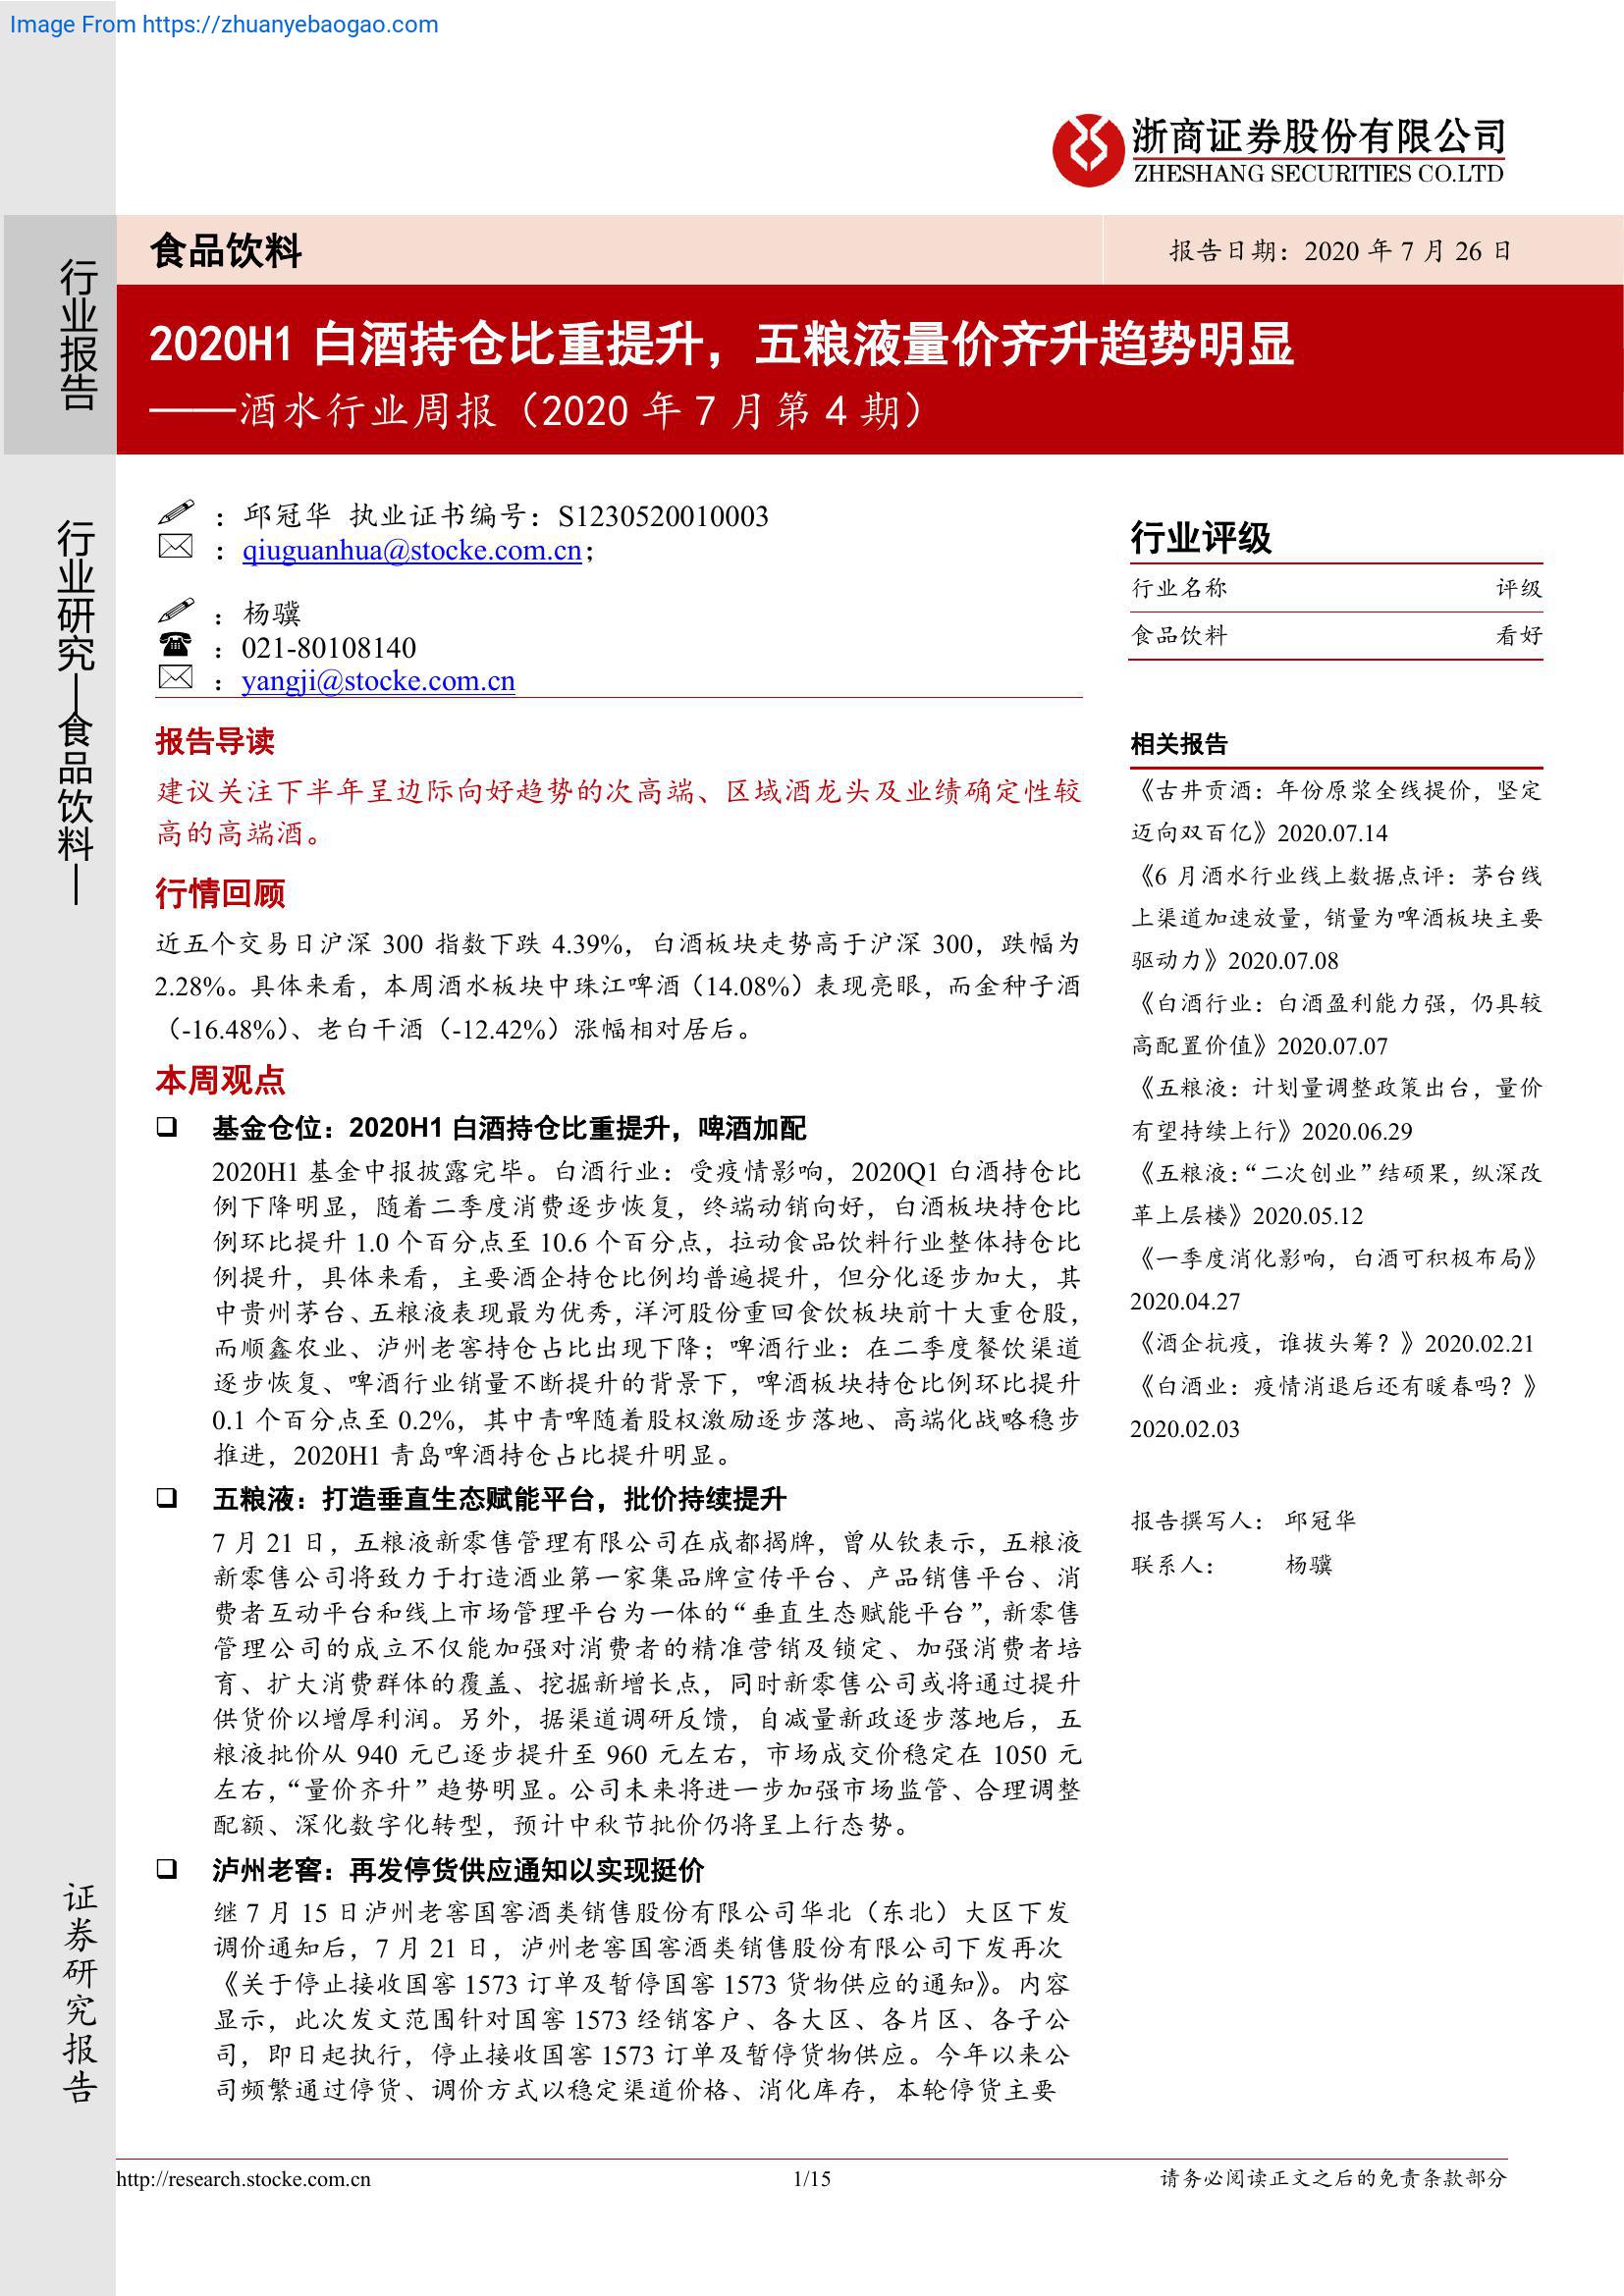 Image From https://zhuanyebaogao.com
浙商证券股份有限公司
ZHESHANG SECURITIES CO.LTD
行业报告
食品饮料
报告日期：2020 年 7 月 26 日
2020H1 白酒持仓比重提升，五粮液量价齐升趋势明显
——酒水行业周报（2020 年 7 月第 4 期）
行业研究—食品饮料—
：邱冠华 执业证书编号：S1230520010003
：qiuguanhua@stocke.com.cn；
：杨骥
：021-80108140
：yangji@stocke.com.cn
报告导读
建议关注下半年呈边际向好趋势的次高端、区域酒龙头及业绩确定性较
高的高端酒。
行情回顾
近五个交易日沪深 300 指数下跌 4.39%，白酒板块走势高于沪深 300，跌幅为
2.28%。具体来看，本周酒水板块中珠江啤酒（14.08%）表现亮眼，而金种子酒
（-16.48%）、老白干酒（-12.42%）涨幅相对居后。
本周观点
❑ 基金仓位：2020H1 白酒持仓比重提升，啤酒加配
2020H1 基金中报披露完毕。白酒行业：受疫情影响，2020Q1 白酒持仓比
例下降明显，随着二季度消费逐步恢复，终端动销向好，白酒板块持仓比
例环比提升 1.0 个百分点至 10.6 个百分点，拉动食品饮料行业整体持仓比
例提升，具体来看，主要酒企持仓比例均普遍提升，但分化逐步加大，其
中贵州茅台、五粮液表现最为优秀，洋河股份重回食饮板块前十大重仓股，
而顺鑫农业、泸州老窖持仓占比出现下降；啤酒行业：在二季度餐饮渠道
逐步恢复、啤酒行业销量不断提升的背景下，啤酒板块持仓比例环比提升
0.1 个百分点至 0.2%，其中青啤随着股权激励逐步落地、高端化战略稳步
推进，2020H1 青岛啤酒持仓占比提升明显。
❑ 五粮液：打造垂直生态赋能平台，批价持续提升
7 月 21 日，五粮液新零售管理有限公司在成都揭牌，曾从钦表示，五粮液
新零售公司将致力于打造酒业第一家集品牌宣传平台、产品销售平台、消
费者互动平台和线上市场管理平台为一体的“垂直生态赋能平台”，新零售
管理公司的成立不仅能加强对消费者的精准营销及锁定、加强消费者培
育、扩大消费群体的覆盖、挖掘新增长点，同时新零售公司或将通过提升
供货价以增厚利润。另外，据渠道调研反馈，自减量新政逐步落地后，五
粮液批价从 940 元已逐步提升至 960 元左右，市场成交价稳定在 1050 元
左右，“量价齐升”趋势明显。公司未来将进一步加强市场监管、合理调整
配额、深化数字化转型，预计中秋节批价仍将呈上行态势。
❑ 泸州老窖：再发停货供应通知以实现挺价
继 7 月 15 日泸州老窖国窖酒类销售股份有限公司华北（东北）大区下发
调价通知后，7 月 21 日，泸州老窖国窖酒类销售股份有限公司下发再次
《关于停止接收国窖 1573 订单及暂停国窖 1573 货物供应的通知》。内容
显示，此次发文范围针对国窖 1573 经销客户、各大区、各片区、各子公
司，即日起执行，停止接收国窖 1573 订单及暂停货物供应。今年以来公
司频繁通过停货、调价方式以稳定渠道价格、消化库存，本轮停货主要
行业评级
行业名称 评级
食品饮料 看好
相关报告
《古井贡酒：年份原浆全线提价，坚定
迈向双百亿》2020.07.14
《6 月酒水行业线上数据点评：茅台线
上渠道加速放量，销量为啤酒板块主要
驱动力》2020.07.08
《白酒行业：白酒盈利能力强，仍具较
高配置价值》2020.07.07
《五粮液：计划量调整政策出台，量价
有望持续上行》2020.06.29
《五粮液：“二次创业”结硕果，纵深改
革上层楼》2020.05.12
《一季度消化影响，白酒可积极布局》
2020.04.27
《酒企抗疫，谁拔头筹？》2020.02.21
《白酒业：疫情消退后还有暖春吗？》
2020.02.03
报告撰写人： 邱冠华
联系人： 杨骥
证券研究报告
http://research.stocke.com.cn
1/15
请务必阅读正文之后的免责条款部分